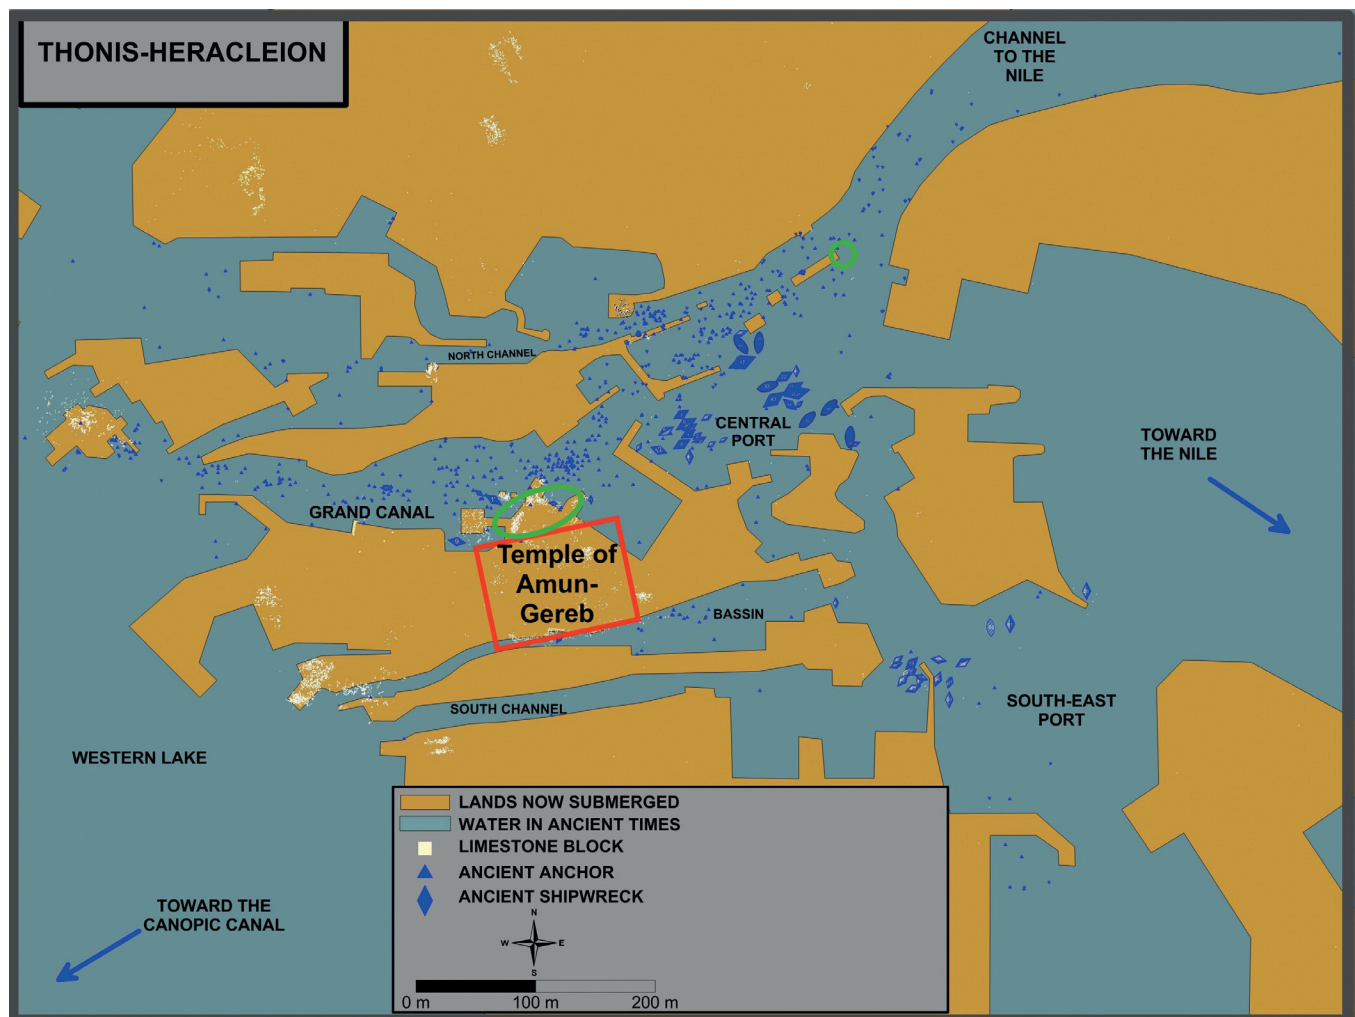 THONIS-HERACLEION
CHANNEL
TO THE
NILE
NORTH CHANNEL
CENTRAL
PORT
TOWARD
THE NILE
GRAND CANAL
Temple of
Amun-
Gereb
BASSIN
SOUTH CHANNEL
SOUTH-EAST
PORT
WESTERN LAKE
TOWARD THE
CANOPIC CANAL
LANDS NOW SUBMERGED
WATER IN ANCIENT TIMES
LIMESTONE BLOCK
ANCIENT ANCHOR
ANCIENT SHIPWRECK
N
W E
S
0 m 100 m 200 m